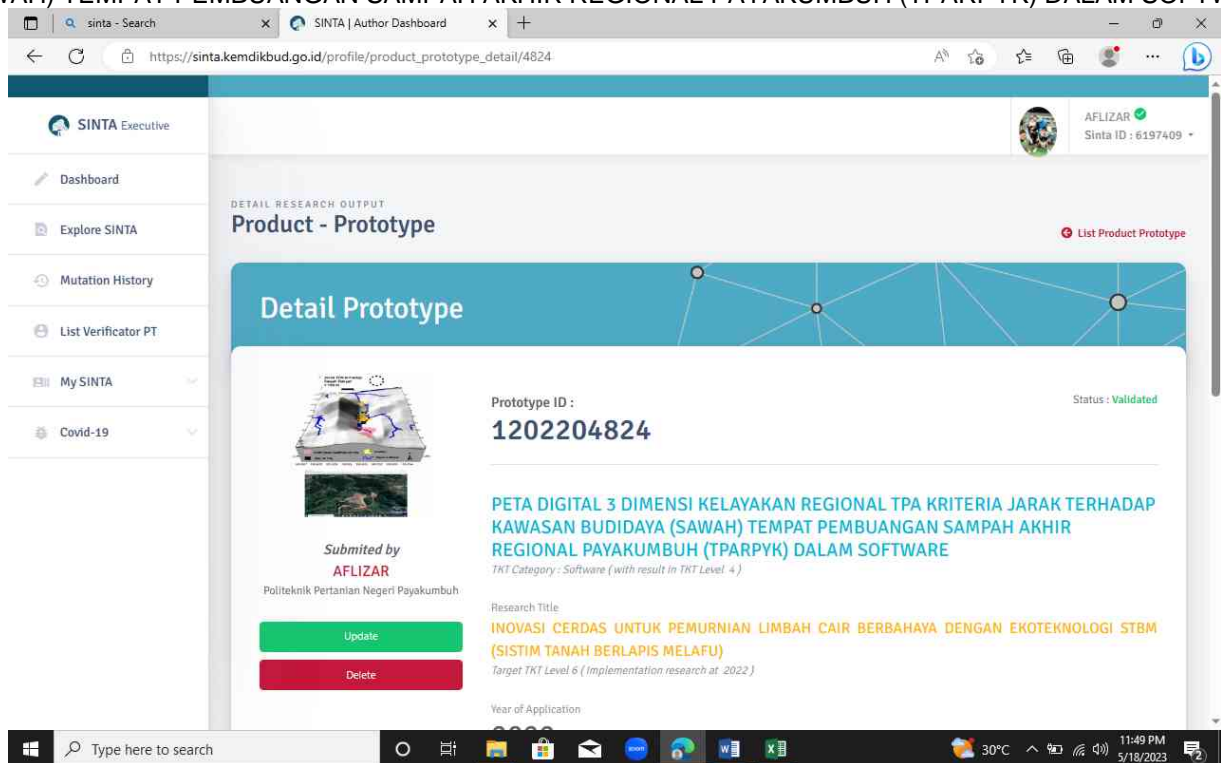 WAH) TEMPAT PEMBUANGAN SAMPAH AKHIR REGIONAL PAYAKUMBUH (TPARPYK) DALAM SOFTW
sinta - Search
SINTA | Author Dashboard
https://sinta.kemdikbud.go.id/profile/product_prototype_detail/4824
SINTA Executive
AFLIZAR
Sinta ID : 6197409
Dashboard
Explore SINTA
Mutation History
List Verificator PT
My SINTA
Covid-19
DETAIL RESEARCH OUTPUT
Product - Prototype
List Product Prototype
Detail Prototype
Prototype ID :
Status : Validated
1202204824
PETA DIGITAL 3 DIMENSI KELAYAKAN REGIONAL TPA KRITERIA JARAK TERHADAP
KAWASAN BUDIDAYA (SAWAH) TEMPAT PEMBUANGAN SAMPAH AKHIR
REGIONAL PAYAKUMBUH (TPARPYK) DALAM SOFTWARE
TKT Category : Software ( with result in TKT Level 4 )
Submited by
AFLIZAR
Politeknik Pertanian Negeri Payakumbuh
Update
Delete
Research Title
INOVASI CERDAS UNTUK PEMURNIAN LIMBAH CAIR BERBAHAYA DENGAN EKOTEKNOLOGI STBM
(SISTIM TANAH BERLAPIS MELAFU)
Target TKT Level 6 ( Implementation research at 2022 )
Year of Application
Type here to search
zoom
30°C
11:49 PM
5/18/2023
2